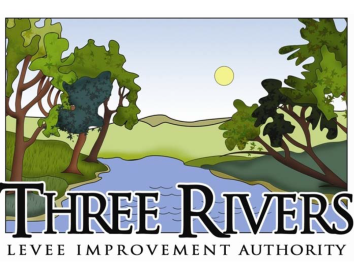 THREE RIVERS
LEVEE IMPROVEMENT AUTHORITY